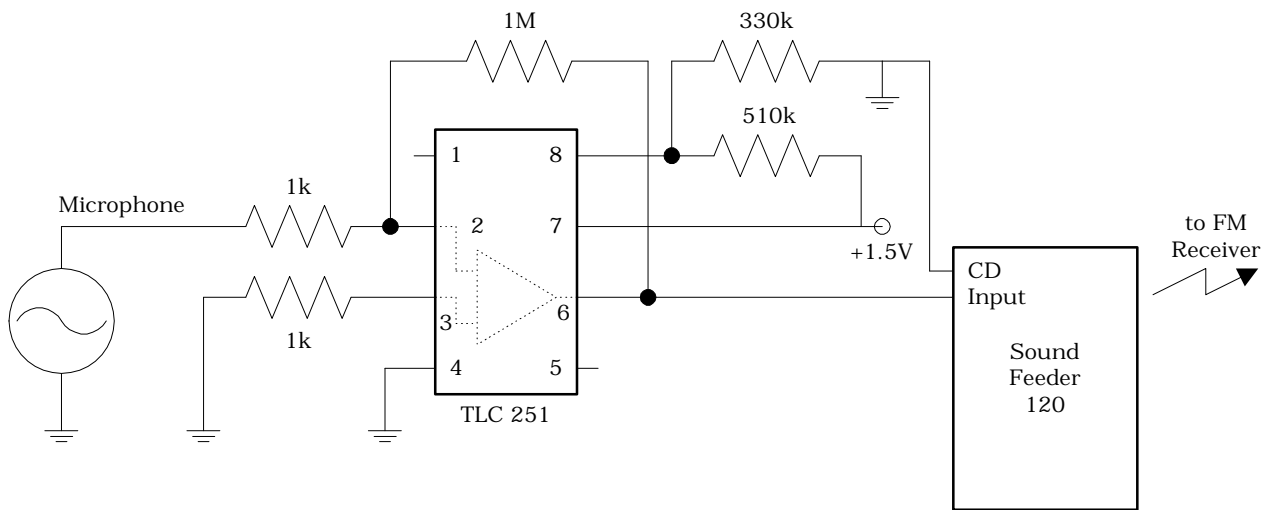 1M
330k
510k
1
8
1k
Microphone
2
7
+1.5V
to FM
Receiver
CD
Input
3
6
1k
4
5
Sound
Feeder
120
TLC 251